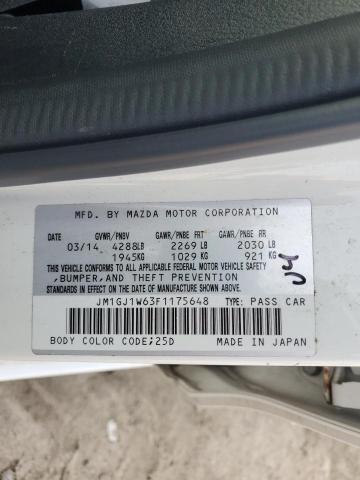 MFD. BY MAZDA MOTOR CORPORATION
GVWR/PNBV GAWR/PNBE FRT GAWR/PNBE RR
03/14 4288LB 2269 LB 2030 LB
1945KG 1029 KG 921 KG
THIS VEHICLE CONFORMS TO ALL APPLICABLE FEDERAL MOTOR VEHICLE SAFETY
,BUMPER,AND THEFT PREVENTION
STANDARDS IN EFFECT ON THE DATE OF MANUFACTURE SHOWN ABOVE.
JM1GJ1W63F1175648 TYPE: PASS CAR
BODY COLOR CODE;25D MADE IN JAPAN